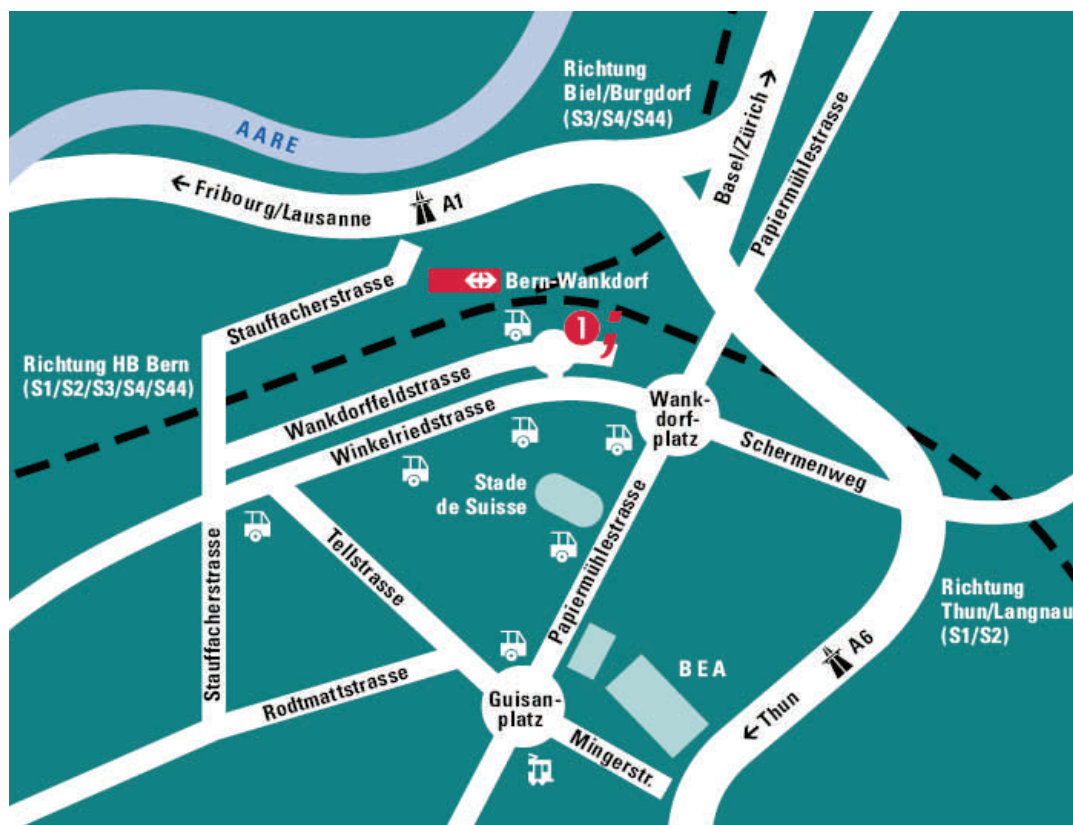 Richtung
Biel/Burgdorf
(S3/S4/S44)
AARE
Basel/Zürich
Papiermühlestrasse
Fribourg/Lausanne
A1
Bern-Wankdorf
Stauffacherstrasse
1
Richtung HB Bern
(S1/S2/S3/S4/S44)
Wankdorffeldstrasse
Winkelriedstrasse
Wank-
dorf-
platz
Schermenweg
Stade
de Suisse
Tellstrasse
Stauffacherstrasse
Papiermühlestrasse
Richtung
Thun/Langnau
(S1/S2)
A6
Thun
BEA
Rodtmattstrasse
Guisan-
platz
Mingerstr.